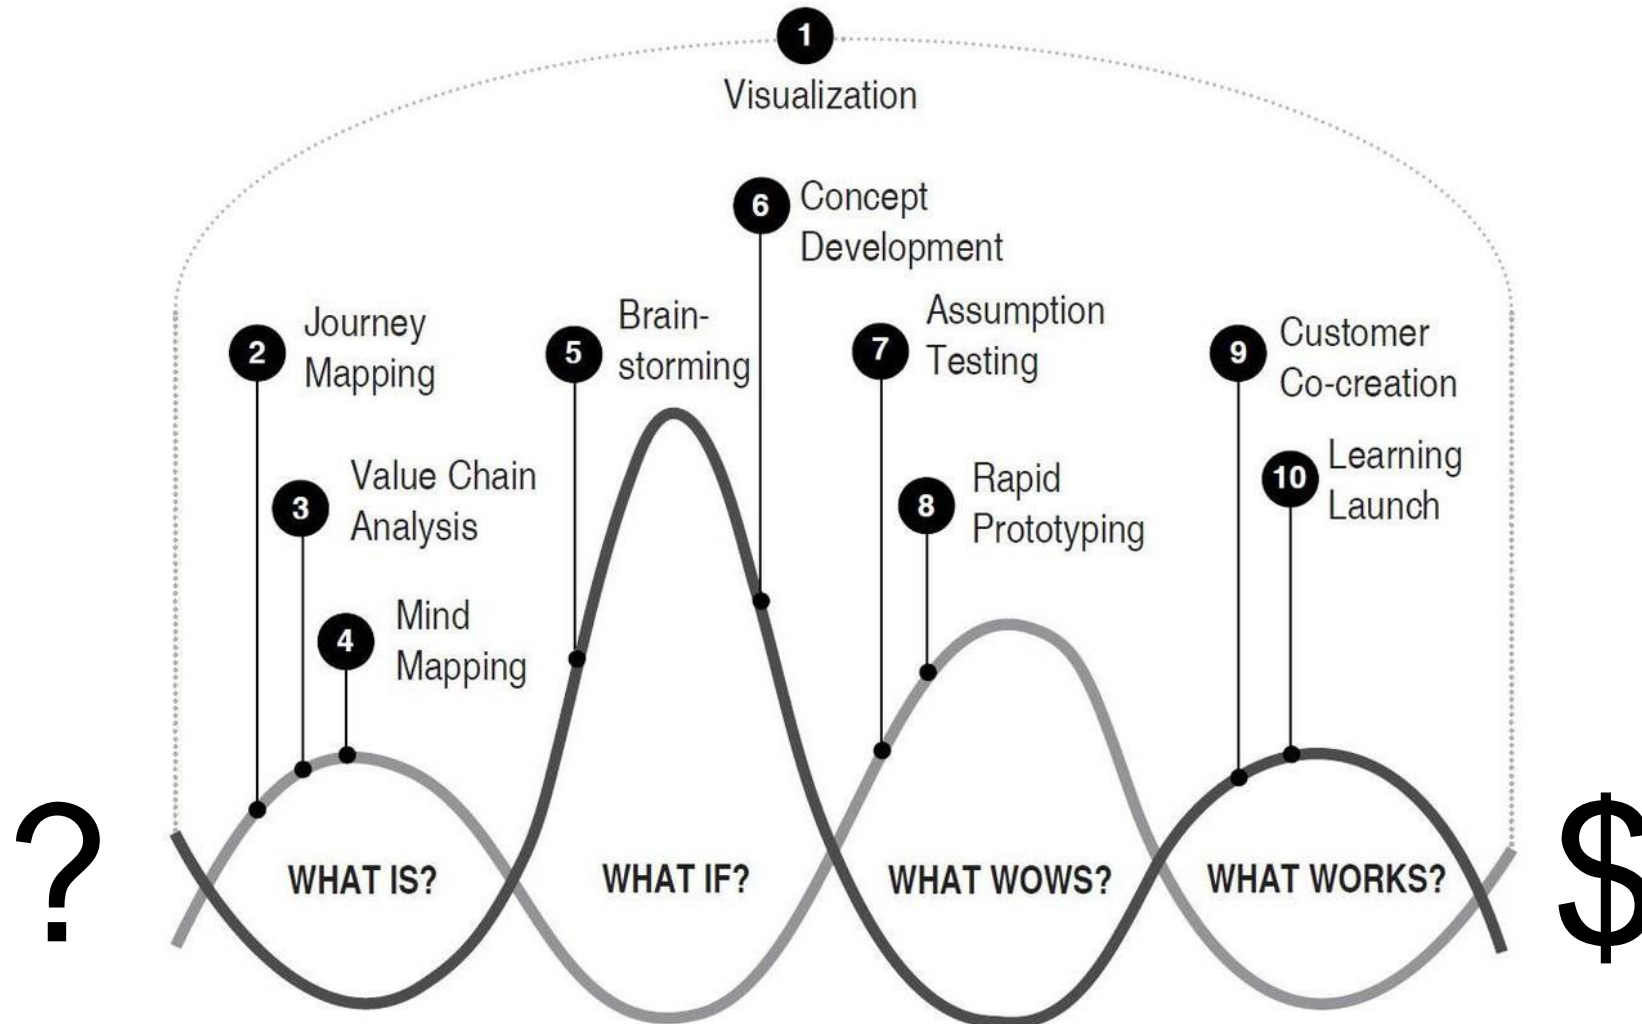 1
Visualization
6
Concept
Development
2
Journey
Mapping
5
Brain-
storming
7
Assumption
Testing
9
Customer
Co-creation
3
Value Chain
Analysis
8
Rapid
Prototyping
10
Learning
Launch
4
Mind
Mapping
?
WHAT IS?
WHAT IF?
WHAT WOWS?
WHAT WORKS?
$